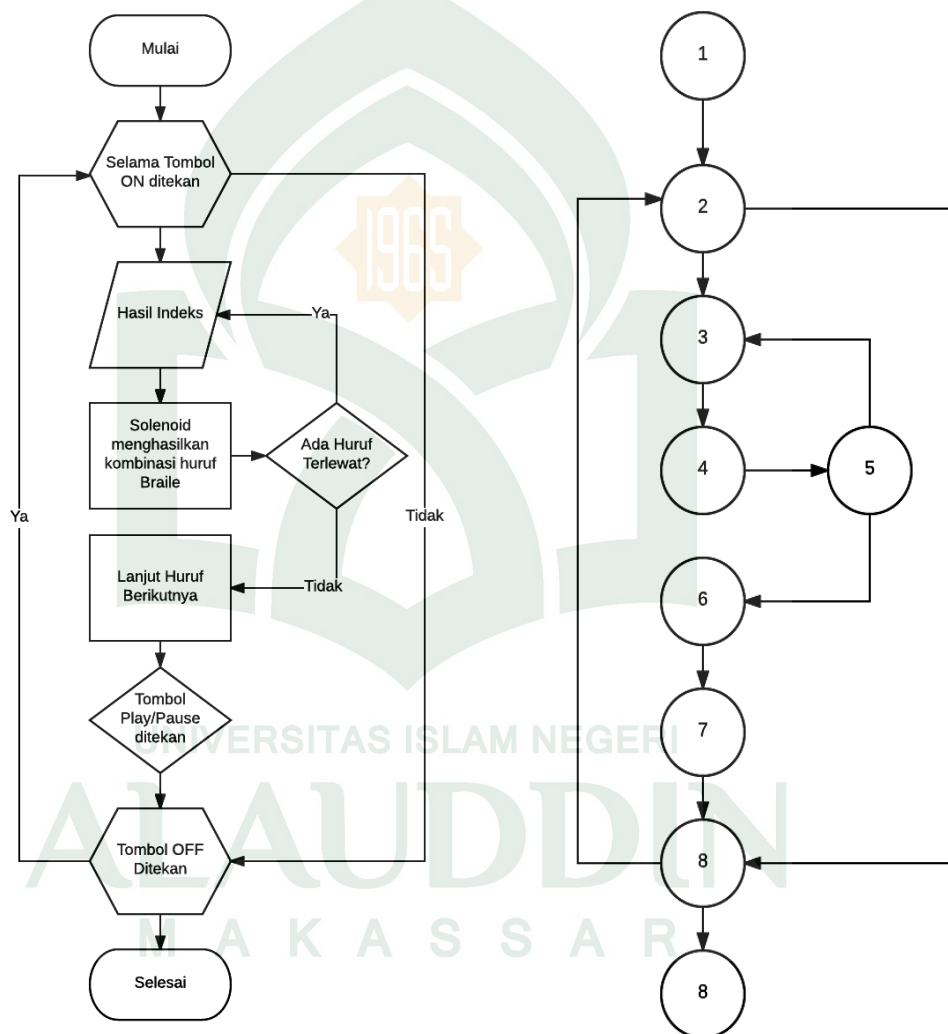 Mulai
1
Selama Tombol
ON ditekan
2
1965
Hasil Indeks
Ya
3
Solenoid
menghasilkan
kombinasi huruf
Braile
Ada Huruf
Terlewat?
4
5
Ya
Tidak
Lanjut Huruf
Berikutnya
Tidak
6
Tombol
Play/Pause
ditekan
7
UNIVERSITAS ISLAM NEGERI
ALAUDDIN
Tombol OFF
Ditekan
8
MAKASSAR
Selesai
8